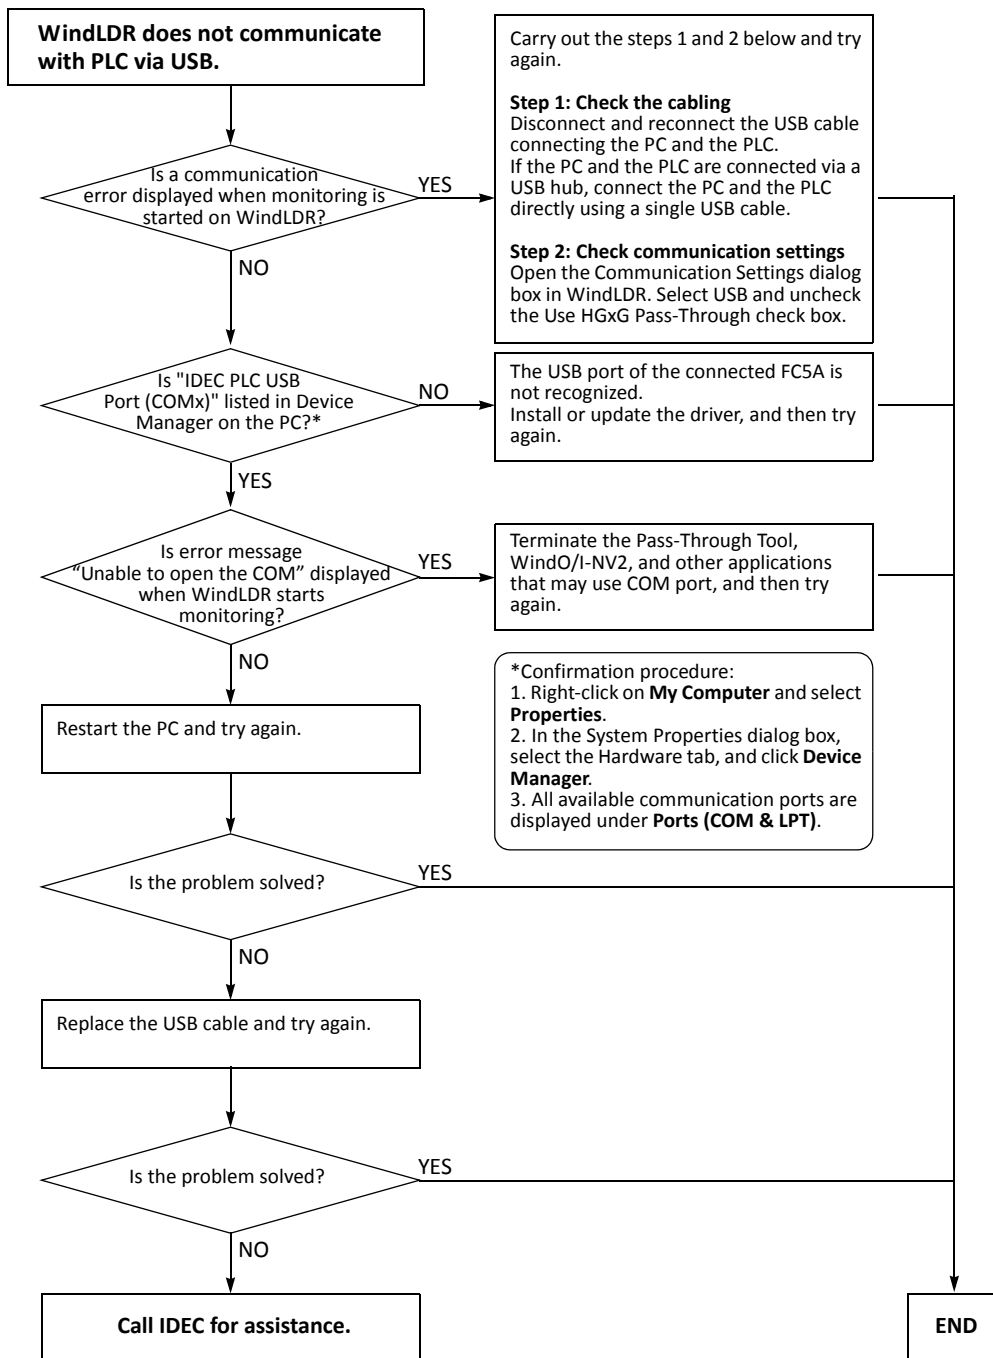 WindLDR does not communicate
with PLC via USB.
Is a communication
error displayed when monitoring is
started on WindLDR?
YES
Carry out the steps 1 and 2 below and try
again.
Step 1: Check the cabling
Disconnect and reconnect the USB cable
connecting the PC and the PLC.
If the PC and the PLC are connected via a
USB hub, connect the PC and the PLC
directly using a single USB cable.
Step 2: Check communication settings
Open the Communication Settings dialog
box in WindLDR. Select USB and uncheck
the Use HGxG Pass-Through check box.
NO
Is "IDEC PLC USB
Port (COMx)" listed in Device
Manager on the PC?*
NO
The USB port of the connected FC5A is
not recognized.
Install or update the driver, and then try
again.
YES
Is error message
“Unable to open the COM” displayed
when WindLDR starts
monitoring?
YES
Terminate the Pass-Through Tool,
WindO/I-NV2, and other applications
that may use COM port, and then try
again.
NO
*Confirmation procedure:
1. Right-click on My Computer and select
Properties.
2. In the System Properties dialog box,
select the Hardware tab, and click Device
Manager.
3. All available communication ports are
displayed under Ports (COM & LPT).
Restart the PC and try again.
Is the problem solved?
YES
NO
Replace the USB cable and try again.
Is the problem solved?
YES
NO
Call IDEC for assistance.
END